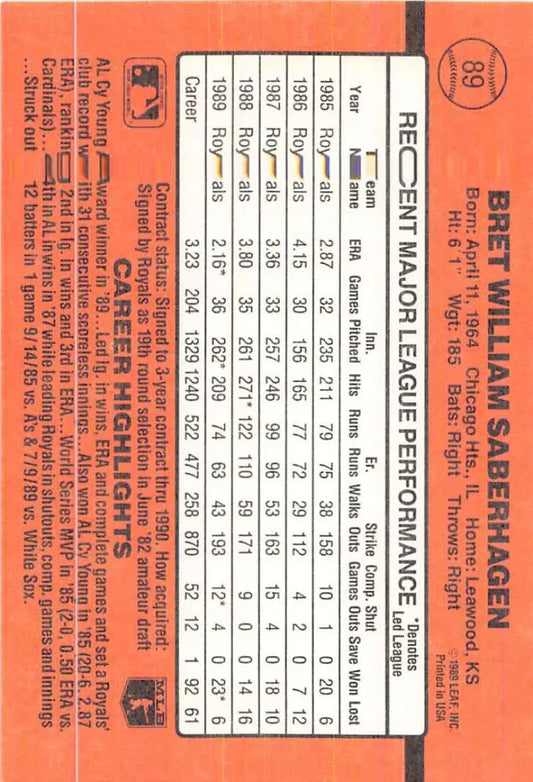 89
BRET WILLIAM SABERHAGEN
Born: April 11, 1964 Chicago Hts., IL Home: Leawood, KS
Ht: 6'1" Wgt: 185 Bats: Right Throws: Right
©1989 LEAF, INC.
Printed in USA
RECENT MAJOR LEAGUE PERFORMANCE *Denotes Led League
Year Team Name ERA Games Inn. Pitched Hits Runs Er. Runs Walks Strike Outs Comp. Games Shut Outs Save Won Lost
1985 Royals 2.87 32 235 211 79 75 38 158 10 1 0 20 6
1986 Royals 4.15 30 156 165 77 72 29 112 4 2 0 7 12
1987 Royals 3.36 33 257 246 99 96 53 163 15 4 0 18 10
1988 Royals 3.80 35 261 271* 122 110 59 171 9 0 0 14 16
1989 Royals 2.16* 36 262* 209 74 63 43 193 12* 4 0 23* 6
Career 3.23 204 1329 1240 522 477 258 870 52 12 1 92 61
Contract status: Signed to 3-year contract thru 1990. How acquired:
Signed by Royals as 19th round selection in June '82 amateur draft
MLB
CAREER HIGHLIGHTS
AL Cy Young Award winner in '89...Led lg. in wins, ERA and complete games and set a Royals'
club record with 31 consecutive scoreless innings...Also won AL Cy Young in '85 (20-6, 2.87
ERA), ranking 2nd in lg. in wins and 3rd in ERA...World Series MVP in '85 (2-0, 0.50 ERA vs.
Cardinals)...4th in AL in wins in '87 while leading Royals in shutouts, comp. games and innings
...Struck out 12 batters in 1 game 9/14/85 vs. A's & 7/9/89 vs. White Sox.